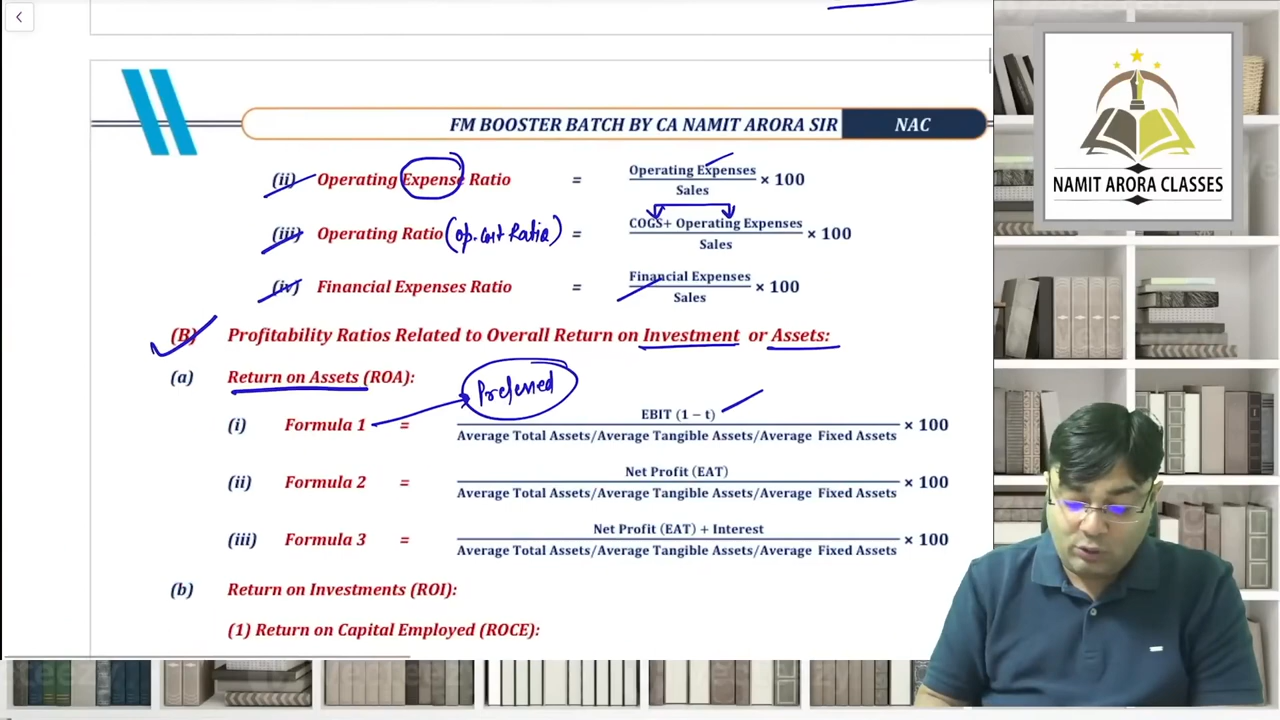 FM BOOSTER BATCH BY CA NAMIT ARORA SIR NAC
NAMIT ARORA CLASSES
(ii) Operating Expense Ratio = Operating Expenses / Sales × 100
(iii) Operating Ratio (op. cost Ratio) = COGS+ Operating Expenses / Sales × 100
(iv) Financial Expenses Ratio = Financial Expenses / Sales × 100
(B) Profitability Ratios Related to Overall Return on Investment or Assets:
(a) Return on Assets (ROA):
Preferred
(i) Formula 1 = EBIT (1 – t) / Average Total Assets/Average Tangible Assets/Average Fixed Assets × 100
(ii) Formula 2 = Net Profit (EAT) / Average Total Assets/Average Tangible Assets/Average Fixed Assets × 100
(iii) Formula 3 = Net Profit (EAT) + Interest / Average Total Assets/Average Tangible Assets/Average Fixed Assets × 100
(b) Return on Investments (ROI):
(1) Return on Capital Employed (ROCE):